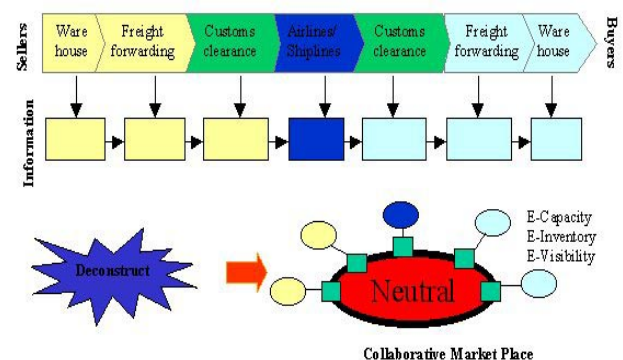 Sellers
Ware
house
Freight
forwarding
Customs
clearance
Airlines/
Shiplines
Customs
clearance
Freight
forwarding
Ware
house
Buyers
Information
Deconstruct
Neutral
E-Capacity
E-Inventory
E-Visibility
Collaborative Market Place